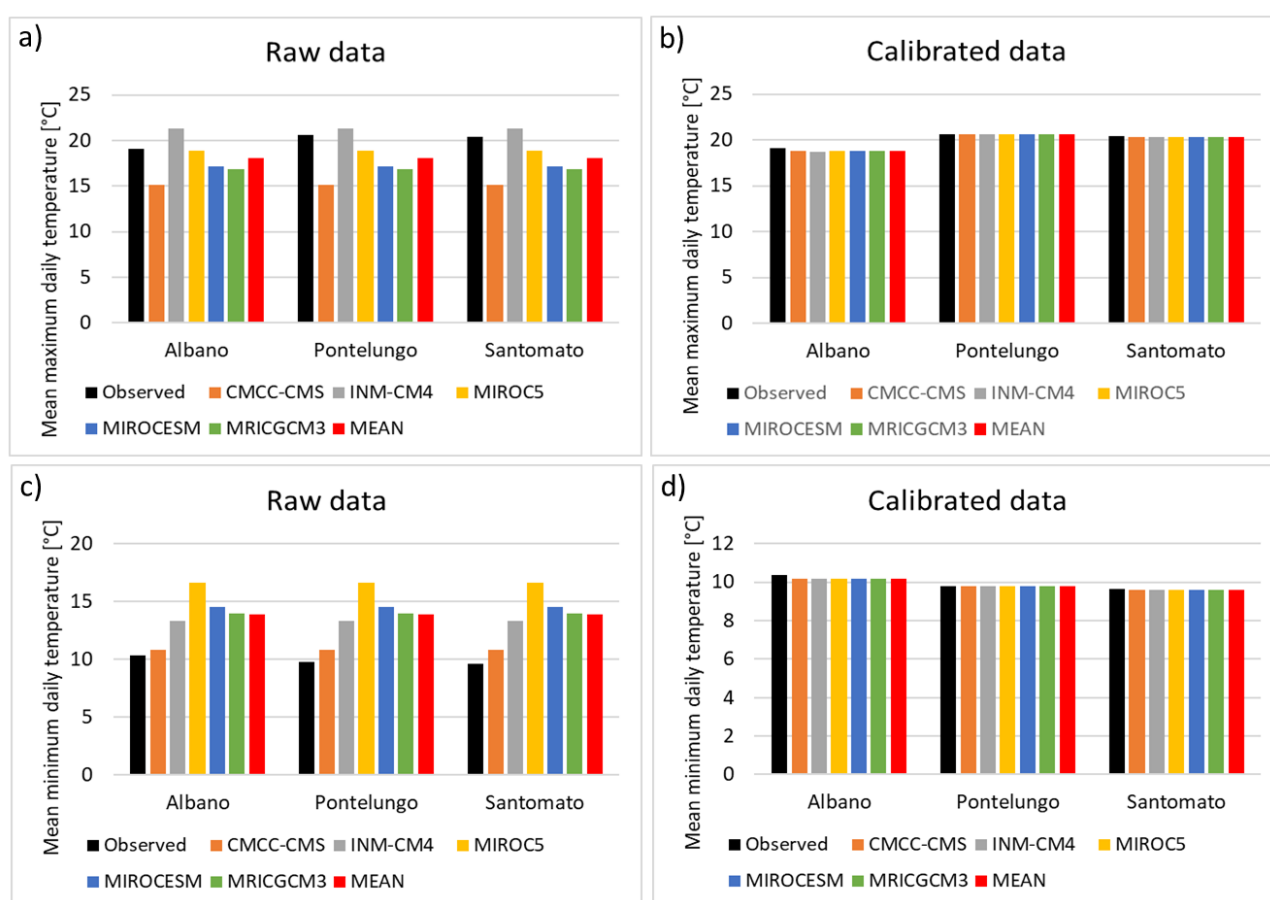 a)
Raw data
Mean maximum daily temperature [°C]
25
20
15
10
5
0
Albano Pontelungo Santomato
Observed CMCC-CMS INM-CM4 MIROC5
MIROCESM MRICGCM3 MEAN
b)
Calibrated data
Mean maximum daily temperature [°C]
25
20
15
10
5
0
Albano Pontelungo Santomato
Observed CMCC-CMS INM-CM4 MIROC5
MIROCESM MRICGCM3 MEAN
c)
Raw data
Mean minimum daily temperature [°C]
20
15
10
5
0
Albano Pontelungo Santomato
Observed CMCC-CMS INM-CM4 MIROC5
MIROCESM MRICGCM3 MEAN
d)
Calibrated data
Mean minimum daily temperature [°C]
12
10
8
6
4
2
0
Albano Pontelungo Santomato
Observed CMCC-CMS INM-CM4 MIROC5
MIROCESM MRICGCM3 MEAN